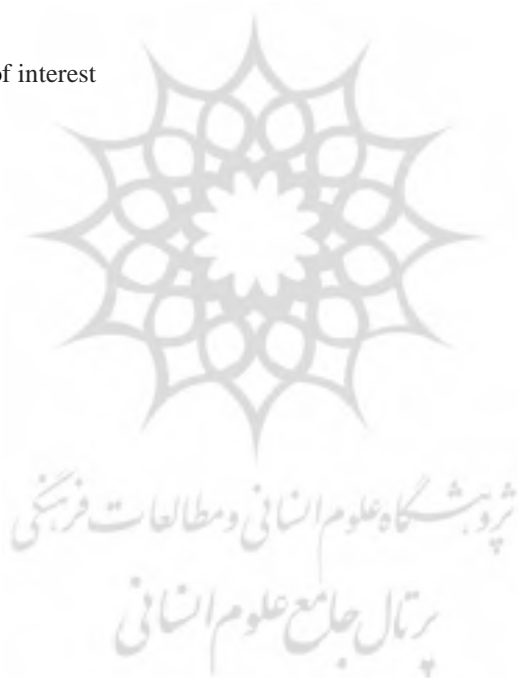 of interest
پژوهشگاه علوم انسانی و مطالعات فرهنگی
پرتال جامع علوم انسانی